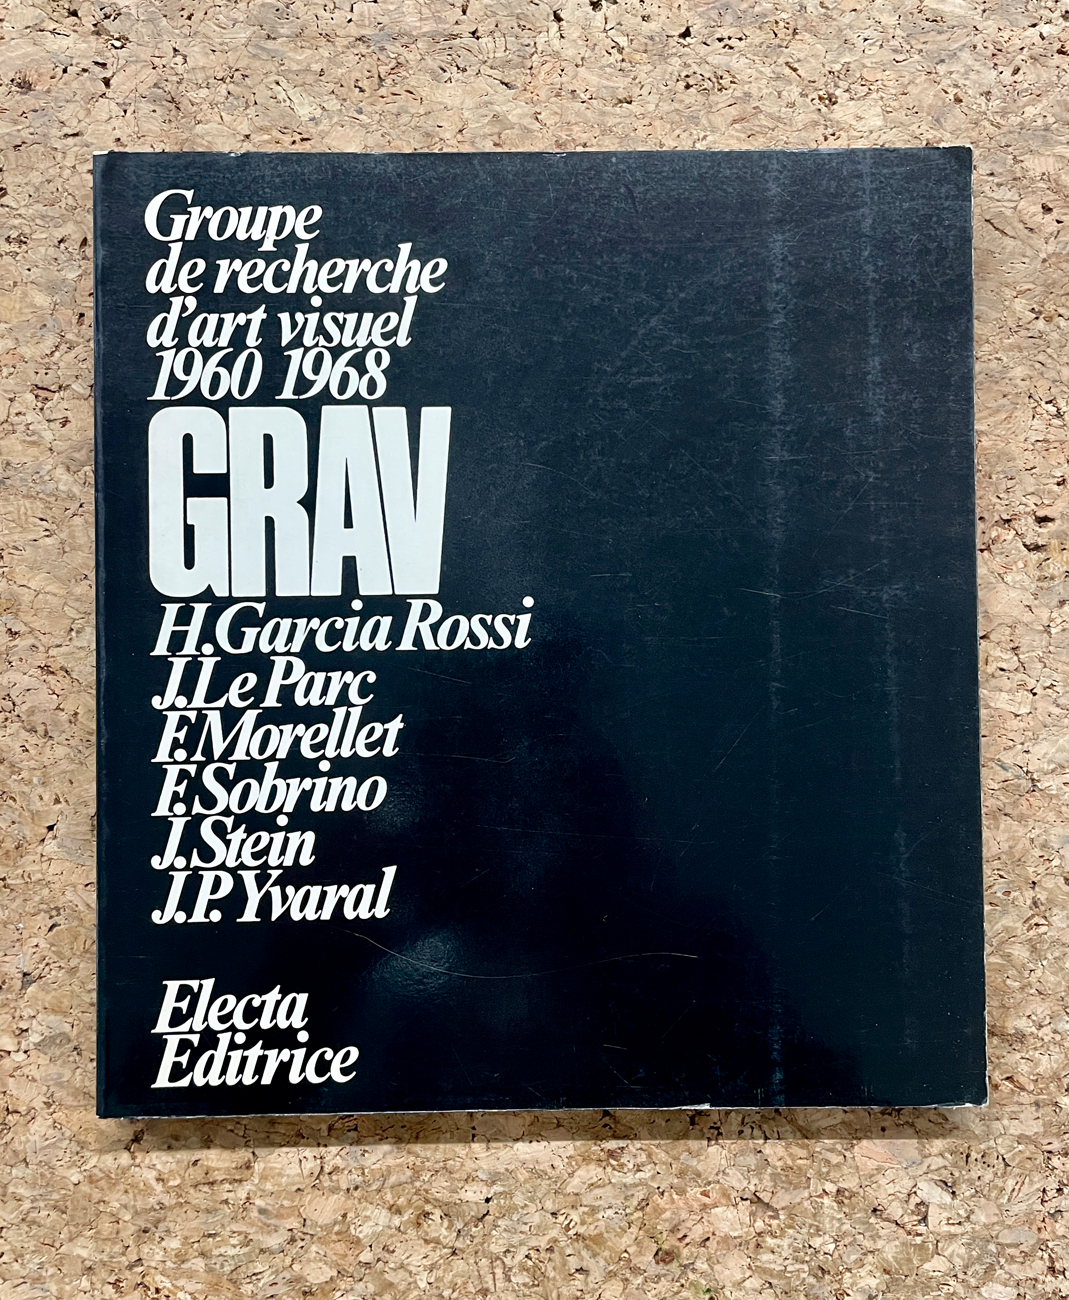 Groupe
de recherche
d'art visuel
1960 1968
GRAV
H. Garcia Rossi
J. Le Parc
F. Morellet
F. Sobrino
J. Stein
J.P. Yvaral
Electa
Editrice